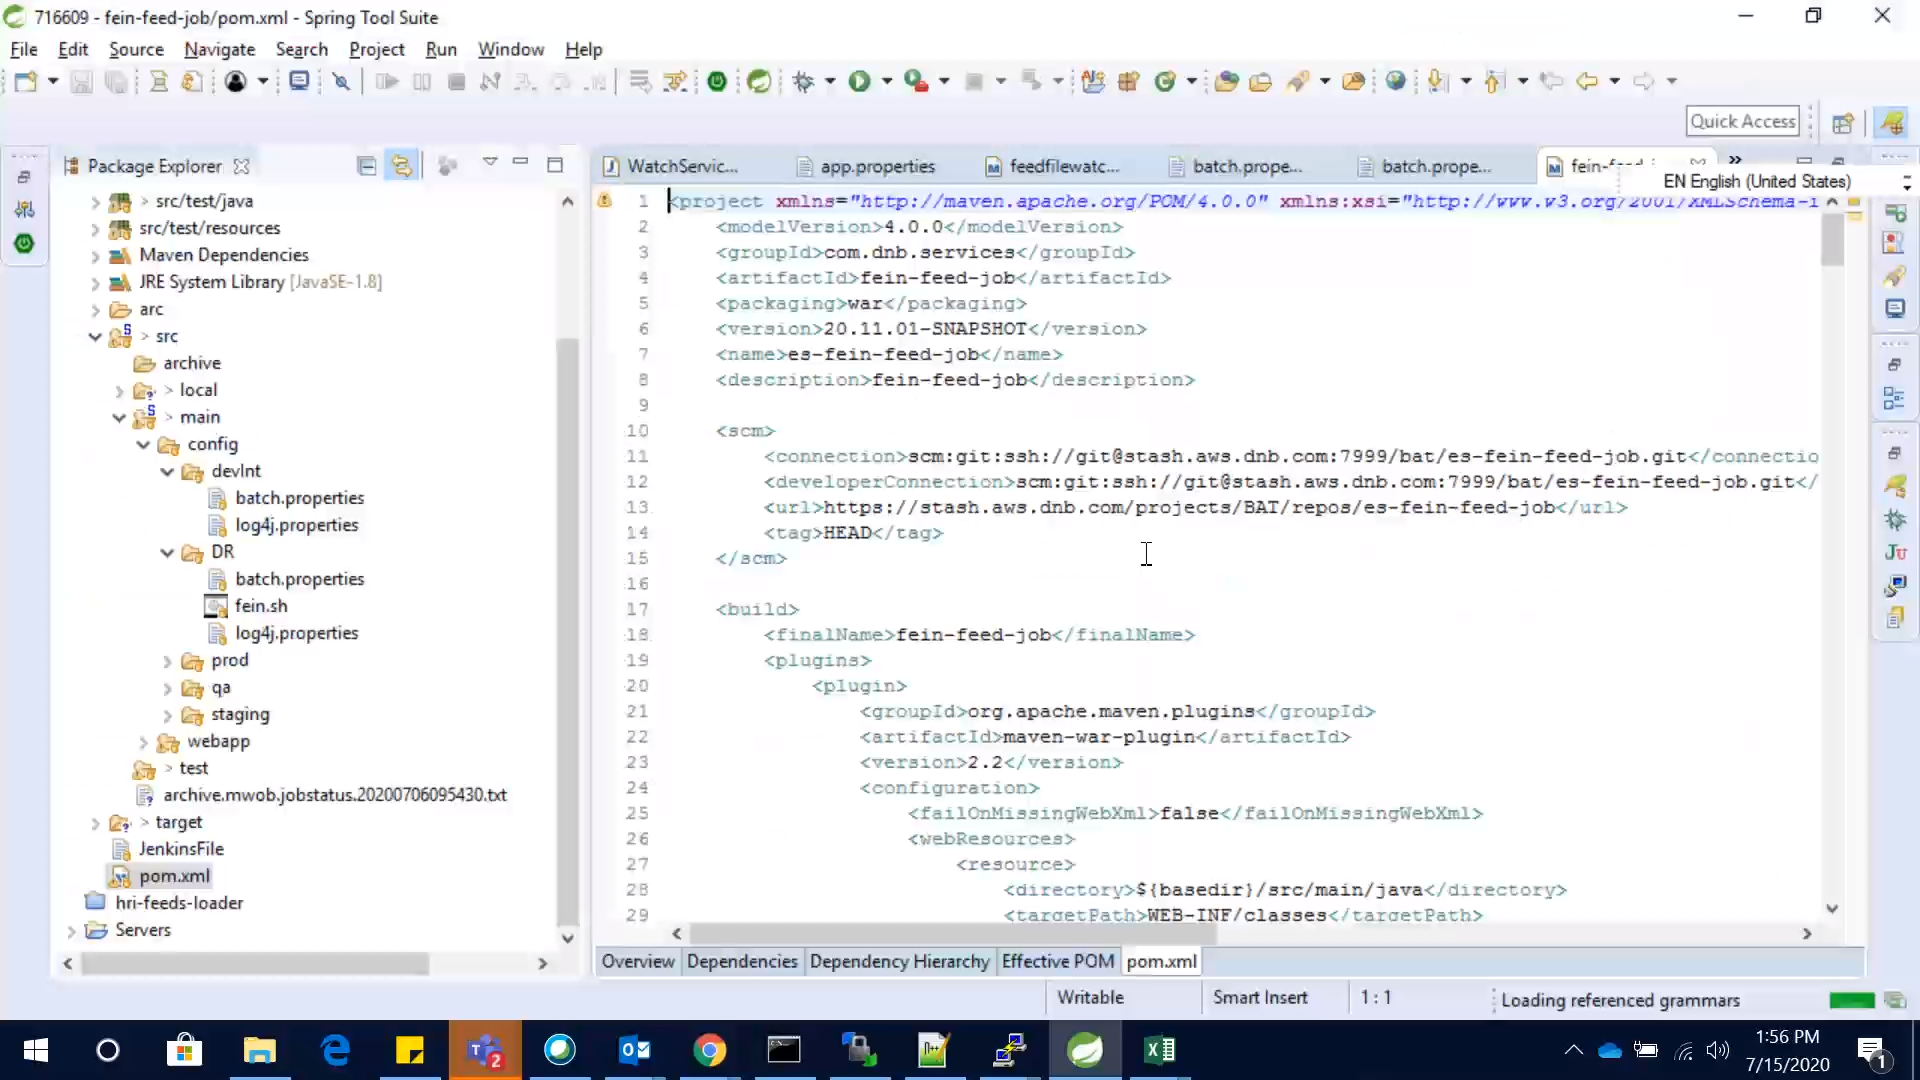 716609 - fein-feed-job/pom.xml - Spring Tool Suite
File Edit Source Navigate Search Project Run Window Help
Quick Access
Package Explorer
WatchServic... app.properties feedfilewatc... batch.prope... batch.prope...
EN English (United States)
> src/test/java
src/test/resources
Maven Dependencies
JRE System Library [JavaSE-1.8]
arc
> src
archive
> local
> main
config
devInt
batch.properties
log4j.properties
DR
batch.properties
fein.sh
log4j.properties
prod
qa
staging
webapp
> test
archive.mwob.jobstatus.20200706095430.txt
> target
JenkinsFile
pom.xml
hri-feeds-loader
Servers
1 <project xmlns="http://maven.apache.org/POM/4.0.0" xmlns:xsi="http://www.w3.org/2001/XMLSchema-i
2 <modelVersion>4.0.0</modelVersion>
3 <groupId>com.dnb.services</groupId>
4 <artifactId>fein-feed-job</artifactId>
5 <packaging>war</packaging>
6 <version>20.11.01-SNAPSHOT</version>
7 <name>es-fein-feed-job</name>
8 <description>fein-feed-job</description>
9
10 <scm>
11 <connection>scm:git:ssh://git@stash.aws.dnb.com:7999/bat/es-fein-feed-job.git</connectio
12 <developerConnection>scm:git:ssh://git@stash.aws.dnb.com:7999/bat/es-fein-feed-job.git</
13 <url>https://stash.aws.dnb.com/projects/BAT/repos/es-fein-feed-job</url>
14 <tag>HEAD</tag>
15 </scm>
16
17 <build>
18 <finalName>fein-feed-job</finalName>
19 <plugins>
20 <plugin>
21 <groupId>org.apache.maven.plugins</groupId>
22 <artifactId>maven-war-plugin</artifactId>
23 <version>2.2</version>
24 <configuration>
25 <failOnMissingWebXml>false</failOnMissingWebXml>
26 <webResources>
27 <resource>
28 <directory>${basedir}/src/main/java</directory>
29 <targetPath>WEB-INF/classes</targetPath>
Overview Dependencies Dependency Hierarchy Effective POM pom.xml
Writable Smart Insert 1 : 1 Loading referenced grammars
1:56 PM
7/15/2020